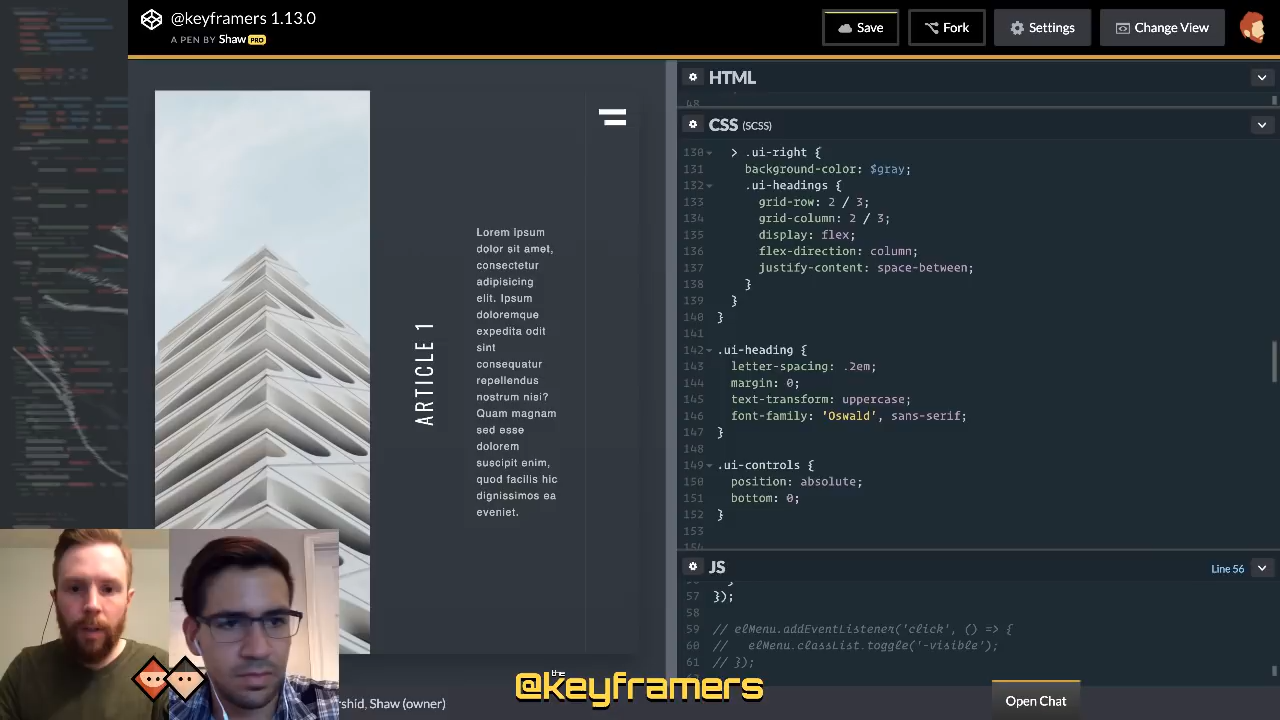 @keyframers 1.13.0
A PEN BY Shaw PRO
Save
Fork
Settings
Change View
HTML
48
CSS (SCSS)
130 > .ui-right {
131 background-color: $gray;
132 .ui-headings {
133 grid-row: 2 / 3;
134 grid-column: 2 / 3;
135 display: flex;
136 flex-direction: column;
137 justify-content: space-between;
138 }
139 }
140 }
141
142 .ui-heading {
143 letter-spacing: .2em;
144 margin: 0;
145 text-transform: uppercase;
146 font-family: 'Oswald', sans-serif;
147 }
148
149 .ui-controls {
150 position: absolute;
151 bottom: 0;
152 }
153
154
JS
Line 56
57 });
58
59 // elMenu.addEventListener('click', () => {
60 //   elMenu.classList.toggle('-visible');
61 // });
ARTICLE 1
Lorem ipsum
dolor sit amet,
consectetur
adipisicing
elit. Ipsum
doloremque
expedita odit
sint
consequatur
repellendus
nostrum nisi?
Quam magnam
sed esse
dolorem
suscipit enim,
quod facilis hic
dignissimos ea
eveniet.
rshid, Shaw (owner)
the
@keyframers
Open Chat